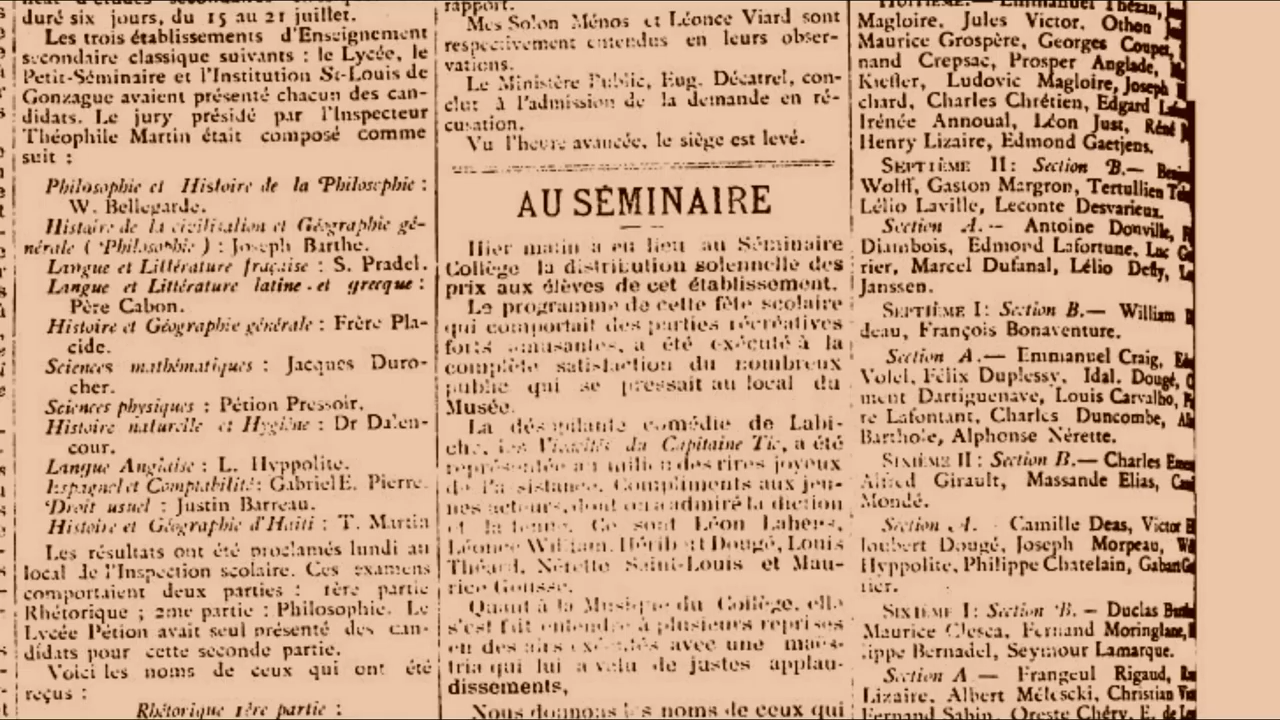 duré six jours, du 15 au 21 juillet.
Les trois établissements d'Enseignement
secondaire classique suivants : le Lycée, le
Petit-Séminaire et l'Institution St-Louis de
Gonzague avaient présenté chacun des can-
didats. Le jury présidé par l'Inspecteur
Théophile Martin était composé comme
suit :
Philosophie et Histoire de la Philosophie :
W. Bellegarde.
Histoire de la civilisation et Géographie gé-
nérale ( Philosophie ) : Joseph Barthe.
Langue et Littérature fraçaise : S. Pradel.
Langue et Littérature latine et grecque :
Père Cabon.
Histoire et Géographie générale : Frère Pla-
cide.
Sciences mathématiques : Jacques Duro-
cher.
Sciences physiques : Pétion Pressoir.
Histoire naturelle et Hygiène : Dr Dalen-
cour.
Langue Anglaise : L. Hyppolite.
Espagnol et Comptabilité : Gabriel E. Pierre.
Droit usuel : Justin Barreau.
Histoire et Géographie d'Haïti : T. Martin
Les résultats ont été proclamés lundi au
local de l'Inspection scolaire. Ces examens
comportaient deux parties : 1ère partie
Rhétorique ; 2me partie : Philosophie. Le
Lycée Pétion avait seul présenté des can-
didats pour cette seconde partie.
Voici les noms de ceux qui ont été
reçus :
Rhétorique 1ère partie :
rapport.
Mes Solon Ménos et Léonce Viard sont
respectivement entendus en leurs obser-
vations.
Le Ministère Public, Eug. Décatrel, con-
clut à l'admission de la demande en ré-
cusation.
Vu l'heure avancée, le siège est levé.
AU SÉMINAIRE
Hier matin a eu lieu au Séminaire
Collège la distribution solennelle des
prix aux élèves de cet établissement.
Le programme de cette fête scolaire
qui comportait des parties récréatives
forts amusantes, a été exécuté à la
complète satisfaction du nombreux
public qui se pressait au local du
Musée.
La désopilante comédie de Labi-
che, les Vivacités du Capitaine Tic, a été
représentée au milieu des rires joyeux
de l'assistance. Compliments aux jeu-
nes acteurs, dont on a admiré la diction
et la tenue. Ce sont Léon Lahens,
Léonce William, Héribert Dougé, Louis
Théard, Nérette Saint-Louis et Mau-
rice Gousse.
Quant à la Musique du Collège, elle
s'est fait entendre à plusieurs reprises
en des airs exécutés avec une maës-
tria qui lui a valu de justes applau-
dissements,
Nous donnons les noms de ceux qui
HUITIÈME.— Emmanuel Thézan,
Magloire, Jules Victor, Othon
Maurice Grospère, Georges Coupet,
nand Crepsac, Prosper Anglade,
Kieffer, Ludovic Magloire, Joseph
chard, Charles Chrétien, Edgard
Irénée Annoual, Léon Just, Réné
Henry Lizaire, Edmond Gaetjens.
SEPTIÈME II : Section B.—
Wolff, Gaston Margron, Tertullien
Lélio Laville, Leconte Desvarieux.
Section A.— Antoine Douville,
Diambois, Edmond Lafortune, Luc
rier, Marcel Dufanal, Lélio Defly,
Janssen.
SEPTIÈME I : Section B.— William
deau, François Bonaventure.
Section A.— Emmanuel Craig,
Volel, Félix Duplessy, Idal. Dougé,
ment Dartiguenave, Louis Carvalho,
re Lafontant, Charles Duncombe,
Barthole, Alphonse Nérette.
SIXIÈME II : Section B.— Charles
Alfred Girault, Massande Elias,
Mondé.
Section A. Camille Deas, Victor
Joubert Dougé, Joseph Morpeau,
Hyppolite, Philippe Chatelain,
tier.
SIXIÈME I : Section B. — Duclas
Maurice Clesca, Fernand Moringlane,
lippe Bernadel, Seymour Lamarque.
Section A — Frangeul Rigaud,
Lizaire, Albert Méleski, Christian
Fernand Sabin, Oreste Chéry, E. de